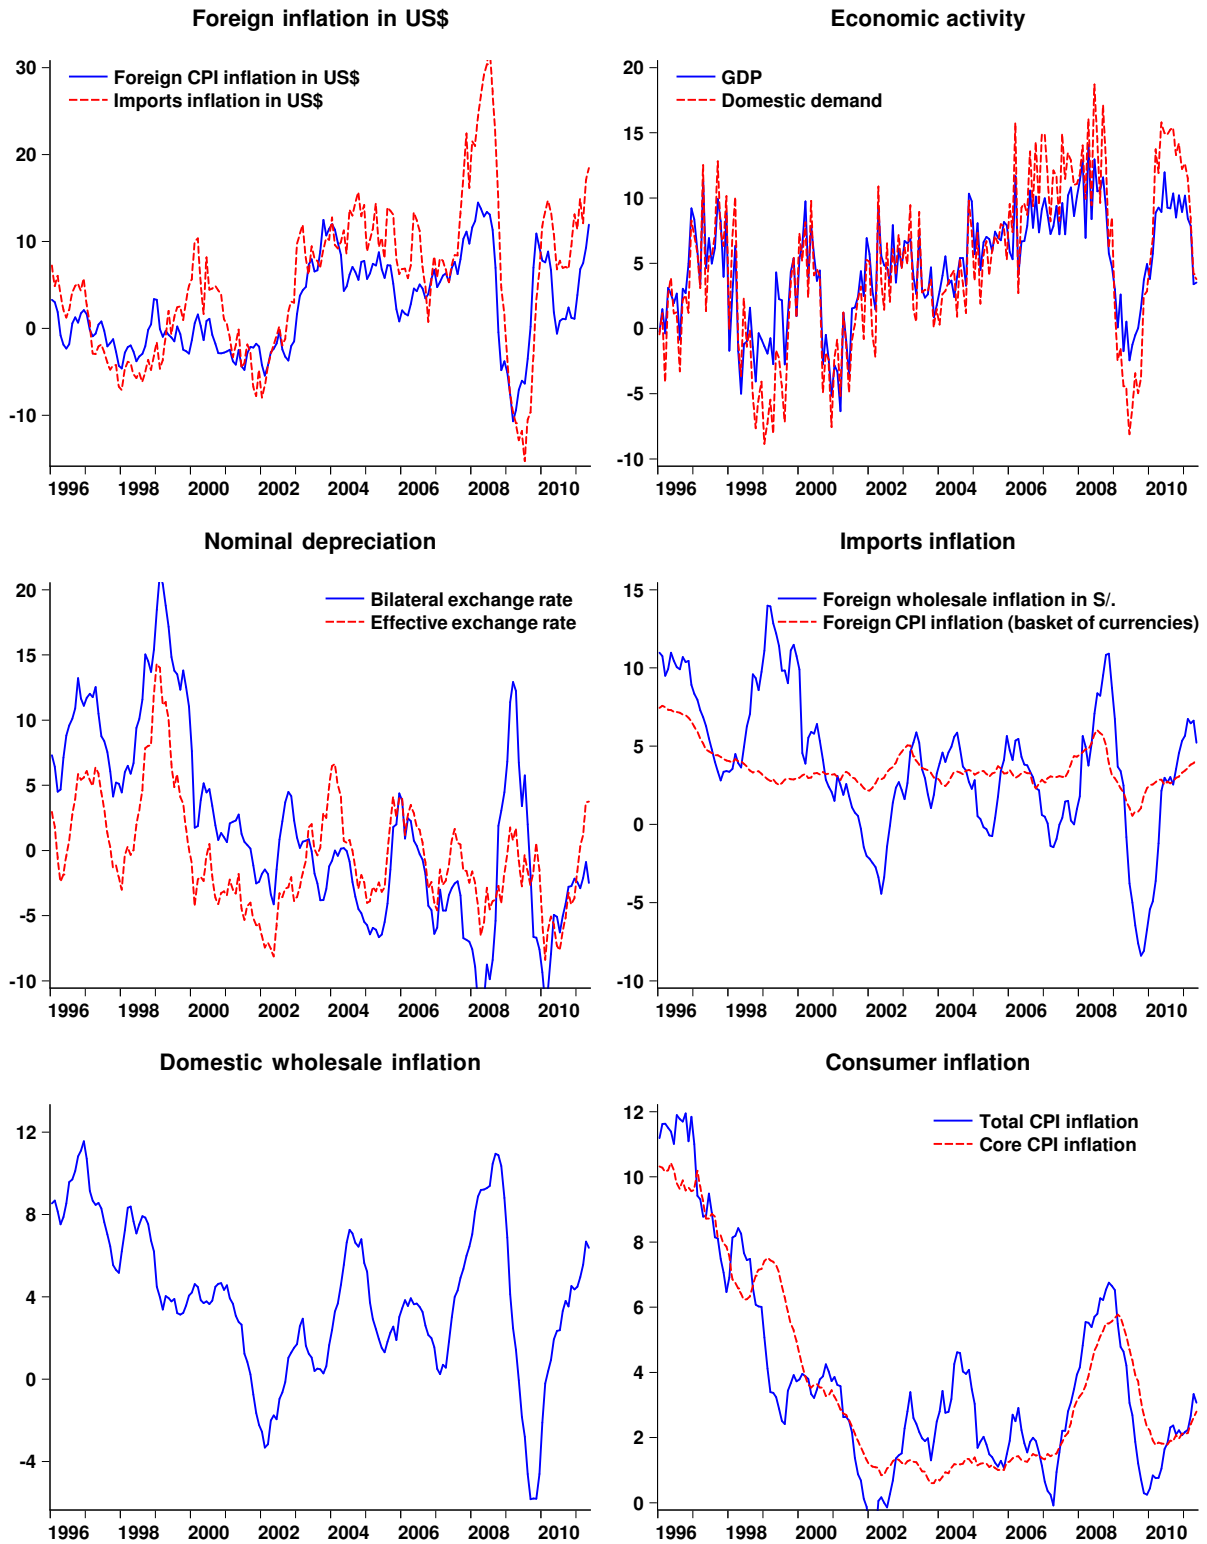 Foreign inflation in US$
Foreign CPI inflation in US$
Imports inflation in US$
30
20
10
0
-10
1996 1998 2000 2002 2004 2006 2008 2010
Economic activity
GDP
Domestic demand
20
15
10
5
0
-5
-10
1996 1998 2000 2002 2004 2006 2008 2010
Nominal depreciation
Bilateral exchange rate
Effective exchange rate
20
15
10
5
0
-5
-10
1996 1998 2000 2002 2004 2006 2008 2010
Imports inflation
Foreign wholesale inflation in S/.
Foreign CPI inflation (basket of currencies)
15
10
5
0
-5
-10
1996 1998 2000 2002 2004 2006 2008 2010
Domestic wholesale inflation
12
8
4
0
-4
1996 1998 2000 2002 2004 2006 2008 2010
Consumer inflation
Total CPI inflation
Core CPI inflation
12
10
8
6
4
2
0
1996 1998 2000 2002 2004 2006 2008 2010